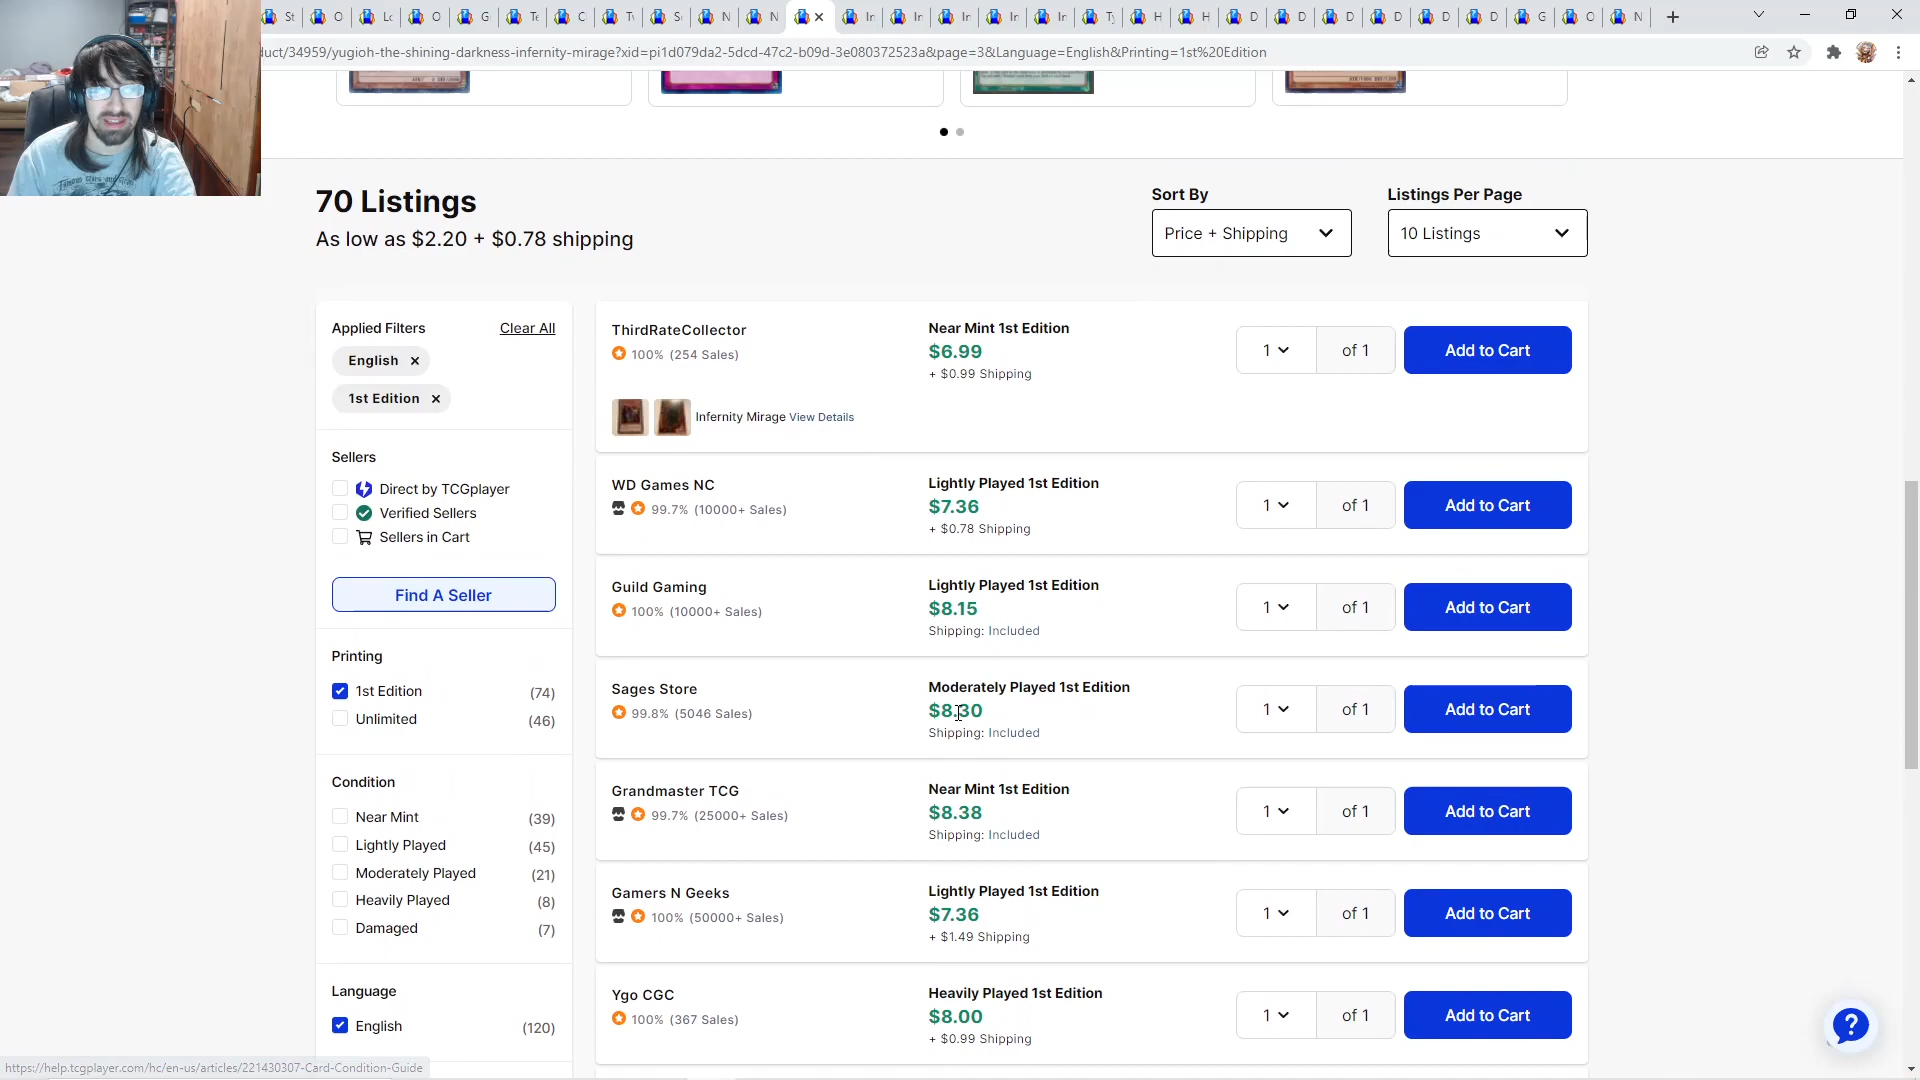 St
O
Lo
O
G
Te
C
Tv
N
N
In
In
In
In
In
Ty
H
H
D
D
D
D
D
D
G
O
N
duct/34959/yugioh-the-shining-darkness-infernity-mirage?xid=pi1d079da2-5dcd-47c2-b09d-3e080372523a&page=3&Language=English&Printing=1st%20Edition
70 Listings
As low as $2.20 + $0.78 shipping
Sort By
Price + Shipping
Listings Per Page
10 Listings
Applied Filters
Clear All
English
1st Edition
Sellers
Direct by TCGplayer
Verified Sellers
Sellers in Cart
Find A Seller
Printing
1st Edition (74)
Unlimited (46)
Condition
Near Mint (39)
Lightly Played (45)
Moderately Played (21)
Heavily Played (8)
Damaged (7)
Language
English (120)
ThirdRateCollector
100% (254 Sales)
Near Mint 1st Edition
$6.99
+ $0.99 Shipping
1 of 1
Add to Cart
Infernity Mirage View Details
WD Games NC
99.7% (10000+ Sales)
Lightly Played 1st Edition
$7.36
+ $0.78 Shipping
1 of 1
Add to Cart
Guild Gaming
100% (10000+ Sales)
Lightly Played 1st Edition
$8.15
Shipping: Included
1 of 1
Add to Cart
Sages Store
99.8% (5046 Sales)
Moderately Played 1st Edition
$8.30
Shipping: Included
1 of 1
Add to Cart
Grandmaster TCG
99.7% (25000+ Sales)
Near Mint 1st Edition
$8.38
Shipping: Included
1 of 1
Add to Cart
Gamers N Geeks
100% (50000+ Sales)
Lightly Played 1st Edition
$7.36
+ $1.49 Shipping
1 of 1
Add to Cart
Ygo CGC
100% (367 Sales)
Heavily Played 1st Edition
$8.00
+ $0.99 Shipping
1 of 1
Add to Cart
?
https://help.tcgplayer.com/hc/en-us/articles/221430307-Card-Condition-Guide